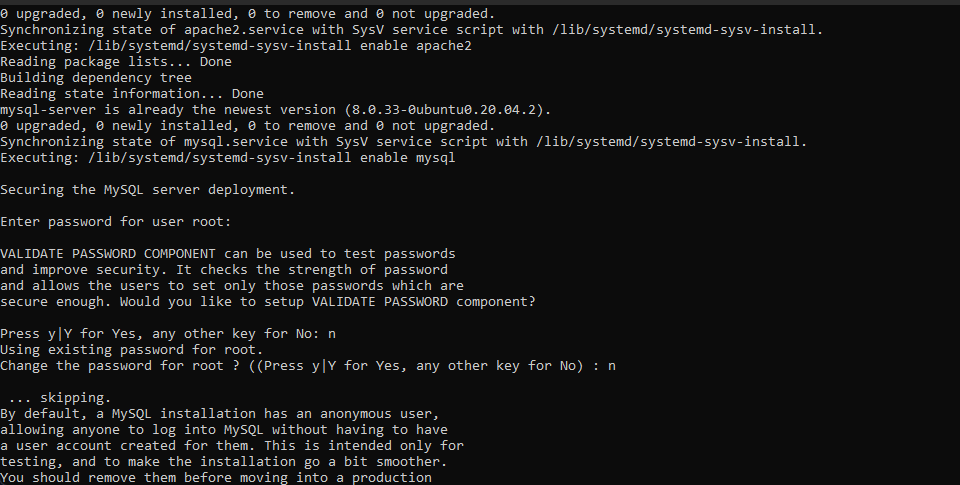 0 upgraded, 0 newly installed, 0 to remove and 0 not upgraded.
Synchronizing state of apache2.service with SysV service script with /lib/systemd/systemd-sysv-install.
Executing: /lib/systemd/systemd-sysv-install enable apache2
Reading package lists... Done
Building dependency tree
Reading state information... Done
mysql-server is already the newest version (8.0.33-0ubuntu0.20.04.2).
0 upgraded, 0 newly installed, 0 to remove and 0 not upgraded.
Synchronizing state of mysql.service with SysV service script with /lib/systemd/systemd-sysv-install.
Executing: /lib/systemd/systemd-sysv-install enable mysql
Securing the MySQL server deployment.
Enter password for user root:
VALIDATE PASSWORD COMPONENT can be used to test passwords
and improve security. It checks the strength of password
and allows the users to set only those passwords which are
secure enough. Would you like to setup VALIDATE PASSWORD component?
Press y|Y for Yes, any other key for No: n
Using existing password for root.
Change the password for root ? ((Press y|Y for Yes, any other key for No) : n
... skipping.
By default, a MySQL installation has an anonymous user,
allowing anyone to log into MySQL without having to have
a user account created for them. This is intended only for
testing, and to make the installation go a bit smoother.
You should remove them before moving into a production